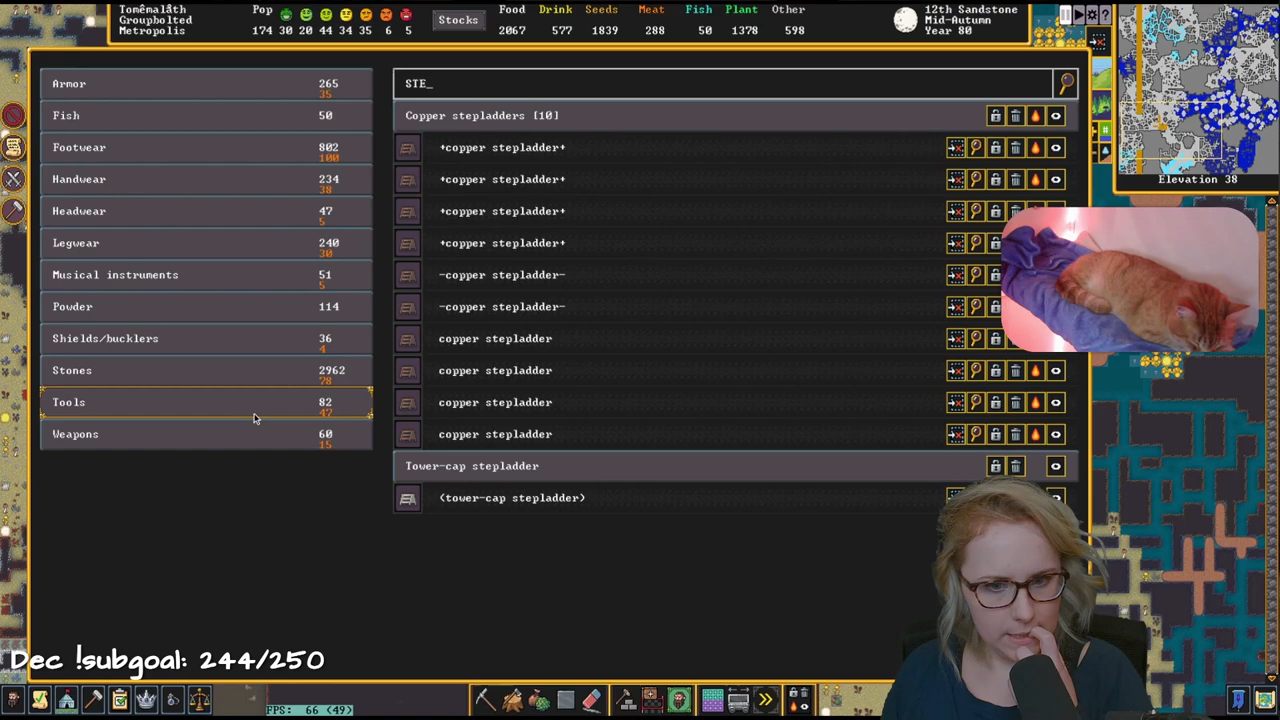 Tomêmalåth Pop Stocks Food Drink Seeds Meat Fish Plant Other 12th Sandstone
Groupbolted 174 30 20 44 34 35 6 5 2067 577 1839 288 50 1378 598 Mid-Autumn
Metropolis Year 80
Elevation 38
Armor 265
35
Fish 50
Footwear 802
100
Handwear 234
38
Headwear 47
5
Legwear 240
30
Musical instruments 51
5
Powder 114
Shields/bucklers 36
4
Stones 2962
78
Tools 82
47
Weapons 60
15
STE_
Copper stepladders [10]
+copper stepladder+
+copper stepladder+
+copper stepladder+
+copper stepladder+
-copper stepladder-
-copper stepladder-
copper stepladder
copper stepladder
copper stepladder
copper stepladder
Tower-cap stepladder
(tower-cap stepladder)
Dec !subgoal: 244/250
FPS: 66 (49)